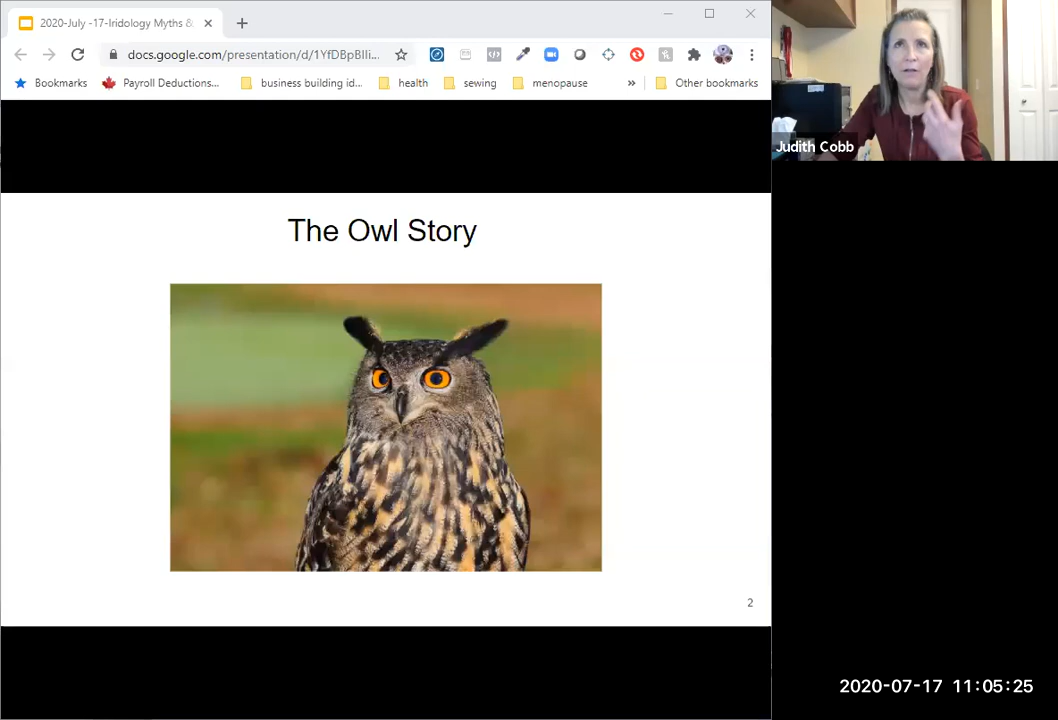 2020-July -17-Iridology Myths &
docs.google.com/presentation/d/1YfDBpBIIi...
Bookmarks
Payroll Deductions...
business building id...
health
sewing
menopause
»
Other bookmarks
Judith Cobb
The Owl Story
2
2020-07-17 11:05:25